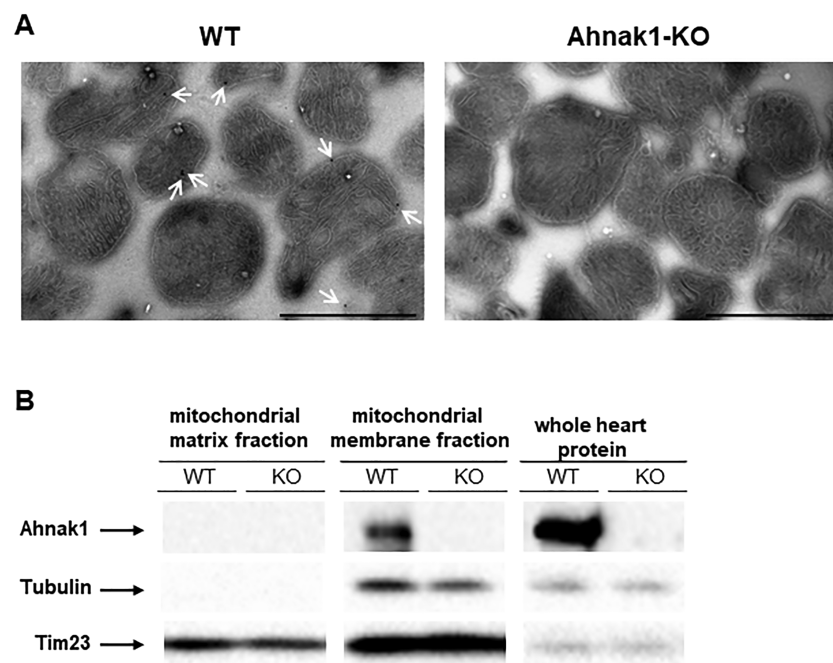 A
WT
Ahnak1-KO
B
mitochondrial
matrix fraction
mitochondrial
membrane fraction
whole heart
protein
WT
KO
WT
KO
WT
KO
Ahnak1
Tubulin
Tim23